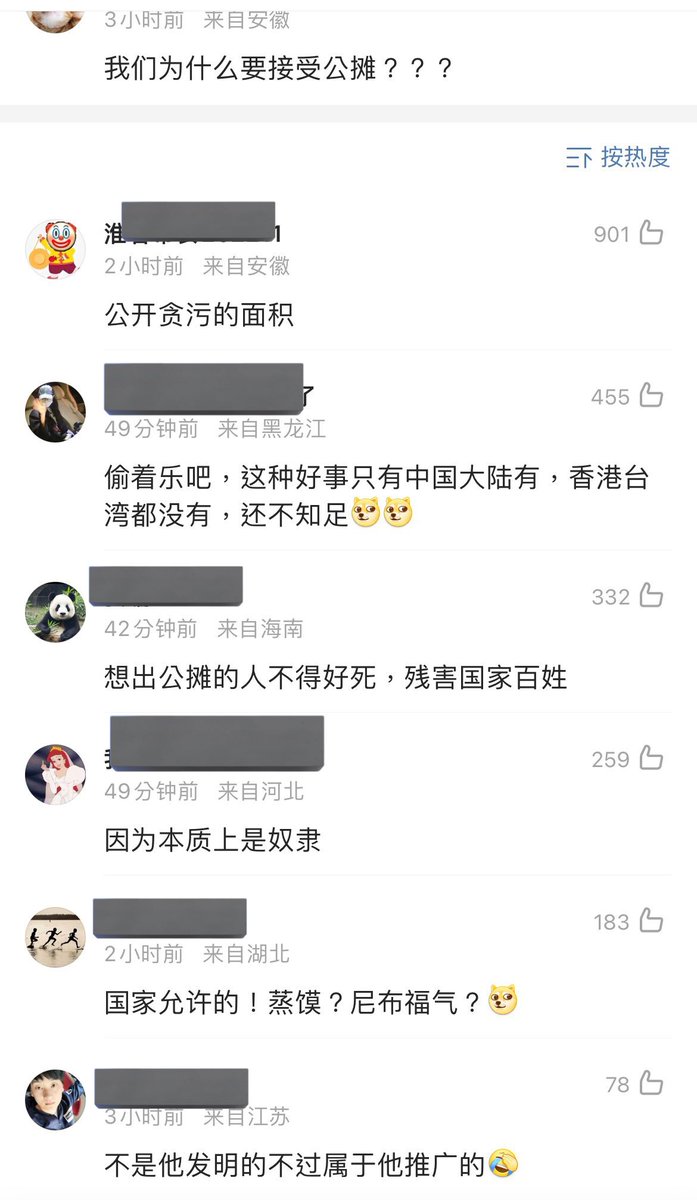 3小时前 来自安徽
我们为什么要接受公摊？？？
按热度
淮
901
2小时前 来自安徽
公开贪污的面积
了
455
49分钟前 来自黑龙江
偷着乐吧，这种好事只有中国大陆有，香港台
湾都没有，还不知足
332
42分钟前 来自海南
想出公摊的人不得好死，残害国家百姓
259
49分钟前 来自河北
因为本质上是奴隶
183
2小时前 来自湖北
国家允许的！蒸馍？尼布福气？
78
3小时前 来自江苏
不是他发明的不过属于他推广的